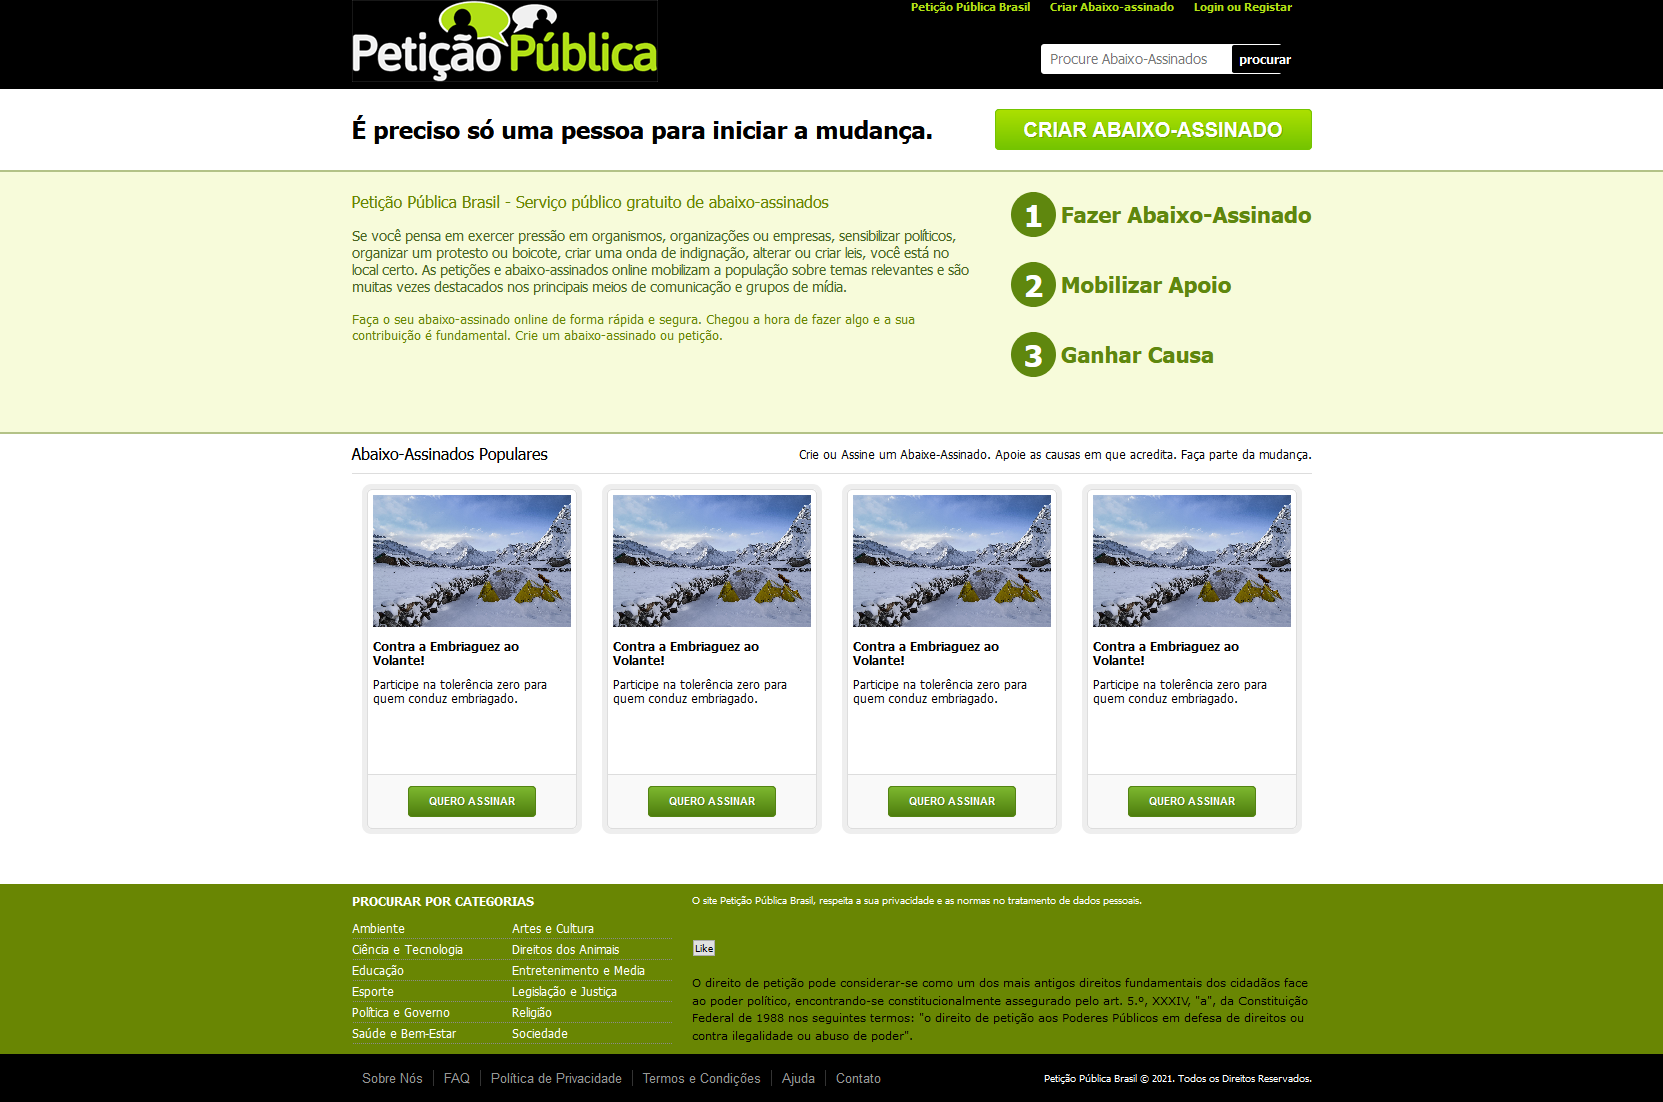 Petição Pública
Petição Pública Brasil
Criar Abaixo-assinado
Login ou Registar
Procure Abaixo-Assinados
procurar
É preciso só uma pessoa para iniciar a mudança.
CRIAR ABAIXO-ASSINADO
Petição Pública Brasil - Serviço público gratuito de abaixo-assinados
Se você pensa em exercer pressão em organismos, organizações ou empresas, sensibilizar políticos,
organizar um protesto ou boicote, criar uma onda de indignação, alterar ou criar leis, você está no
local certo. As petições e abaixo-assinados online mobilizam a população sobre temas relevantes e são
muitas vezes destacados nos principais meios de comunicação e grupos de mídia.
Faça o seu abaixo-assinado online de forma rápida e segura. Chegou a hora de fazer algo e a sua
contribuição é fundamental. Crie um abaixo-assinado ou petição.
1 Fazer Abaixo-Assinado
2 Mobilizar Apoio
3 Ganhar Causa
Abaixo-Assinados Populares
Crie ou Assine um Abaixe-Assinado. Apoie as causas em que acredita. Faça parte da mudança.
Contra a Embriaguez ao
Volante!
Participe na tolerência zero para
quem conduz embriagado.
QUERO ASSINAR
Contra a Embriaguez ao
Volante!
Participe na tolerência zero para
quem conduz embriagado.
QUERO ASSINAR
Contra a Embriaguez ao
Volante!
Participe na tolerência zero para
quem conduz embriagado.
QUERO ASSINAR
Contra a Embriaguez ao
Volante!
Participe na tolerência zero para
quem conduz embriagado.
QUERO ASSINAR
PROCURAR POR CATEGORIAS
Ambiente
Artes e Cultura
Ciência e Tecnologia
Direitos dos Animais
Educação
Entretenimento e Media
Esporte
Legislação e Justiça
Política e Governo
Religião
Saúde e Bem-Estar
Sociedade
O site Petição Pública Brasil, respeita a sua privacidade e as normas no tratamento de dados pessoais.
Like
O direito de petição pode considerar-se como um dos mais antigos direitos fundamentais dos cidadãos face
ao poder político, encontrando-se constitucionalmente assegurado pelo art. 5.º, XXXIV, "a", da Constituição
Federal de 1988 nos seguintes termos: "o direito de petição aos Poderes Públicos em defesa de direitos ou
contra ilegalidade ou abuso de poder".
Sobre Nós
FAQ
Política de Privacidade
Termos e Condições
Ajuda
Contato
Petição Pública Brasil © 2021. Todos os Direitos Reservados.